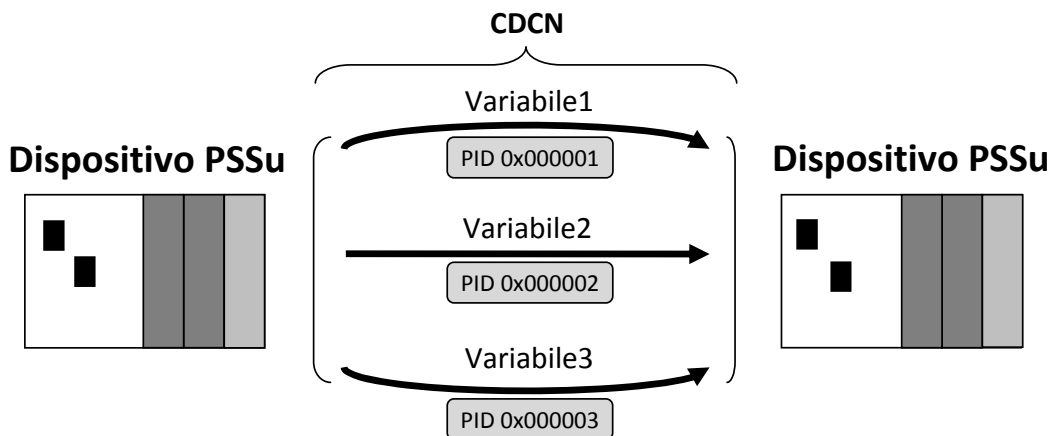 CDCN
Variabile1
PID 0x000001
Dispositivo PSSu
Dispositivo PSSu
Variabile2
PID 0x000002
Variabile3
PID 0x000003